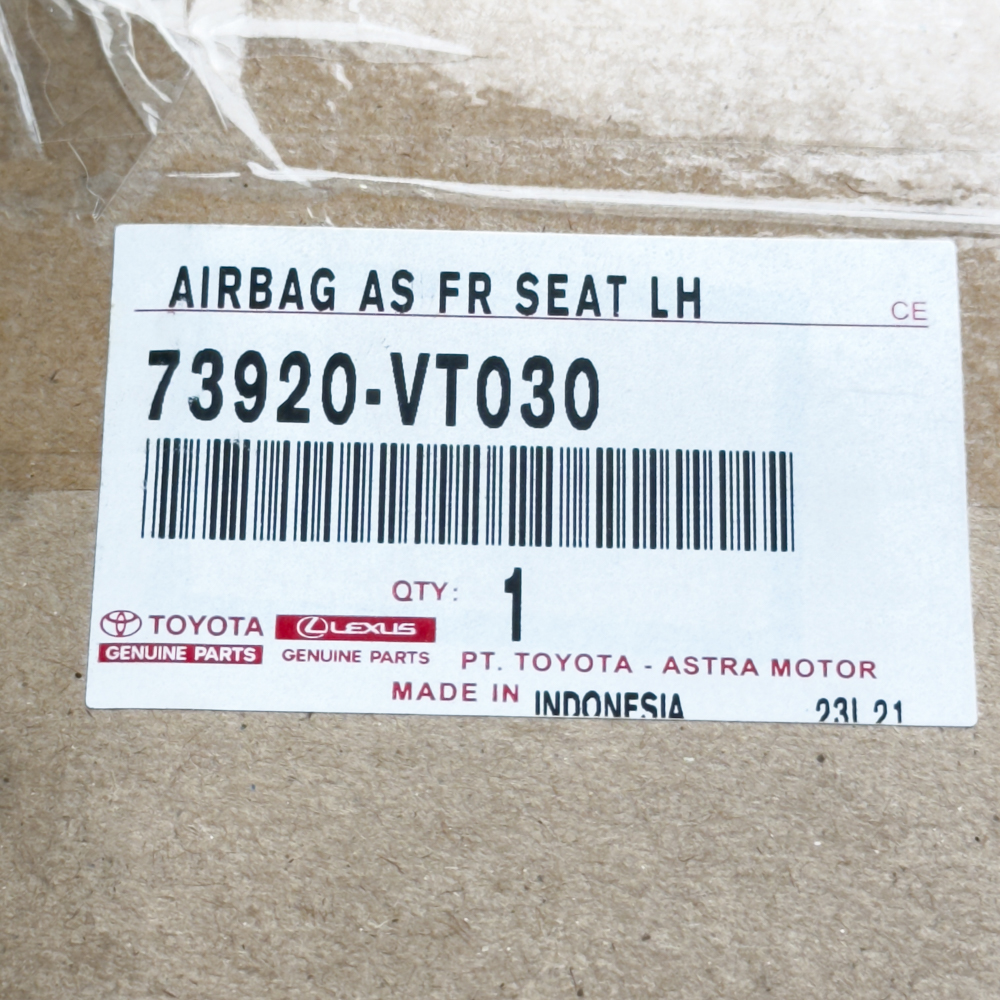 AIRBAG AS FR SEAT LH
CE
73920-VT030
QTY: 1
TOYOTA LEXUS
GENUINE PARTS GENUINE PARTS PT. TOYOTA - ASTRA MOTOR
MADE IN INDONESIA